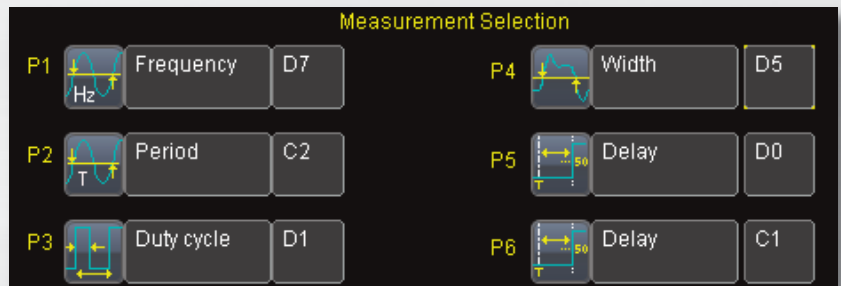 Measurement Selection
P1 Hz Frequency D7
P4 Width D5
P2 T Period C2
P5 T 50 Delay D0
P3 Duty cycle D1
P6 T 50 Delay C1